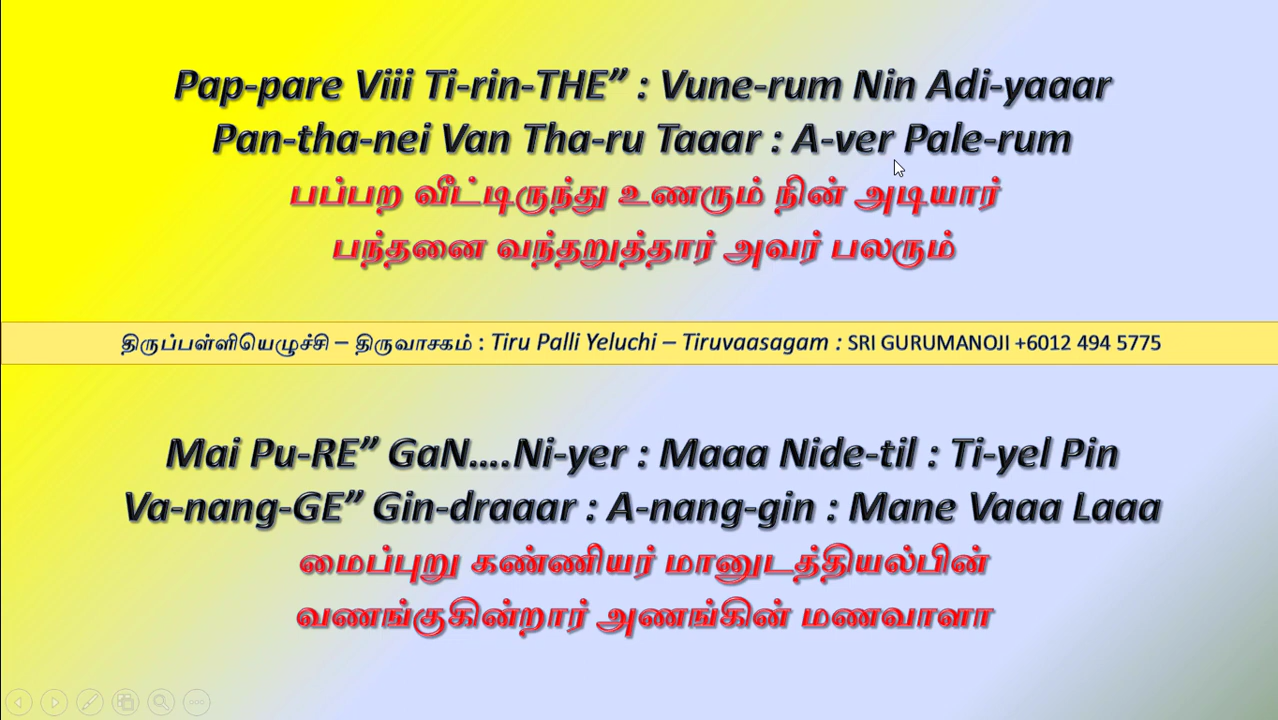 Pap-pare Viii Ti-rin-THE” : Vune-rum Nin Adi-yaaar
Pan-tha-nei Van Tha-ru Taaar : A-ver Pale-rum
பப்பற வீட்டிருந்து உணரும் நின் அடியார்
பந்தனை வந்தறுத்தார் அவர் பலரும்
திருப்பள்ளியெழுச்சி – திருவாசகம் : Tiru Palli Yeluchi – Tiruvaasagam : SRI GURUMANOJI +6012 494 5775
Mai Pu-RE” GaN....Ni-yer : Maaa Nide-til : Ti-yel Pin
Va-nang-GE” Gin-draaar : A-nang-gin : Mane Vaaa Laaa
மைப்புறு கண்ணியர் மானுடத்தியல்பின்
வணங்குகின்றார் அணங்கின் மணவாளா